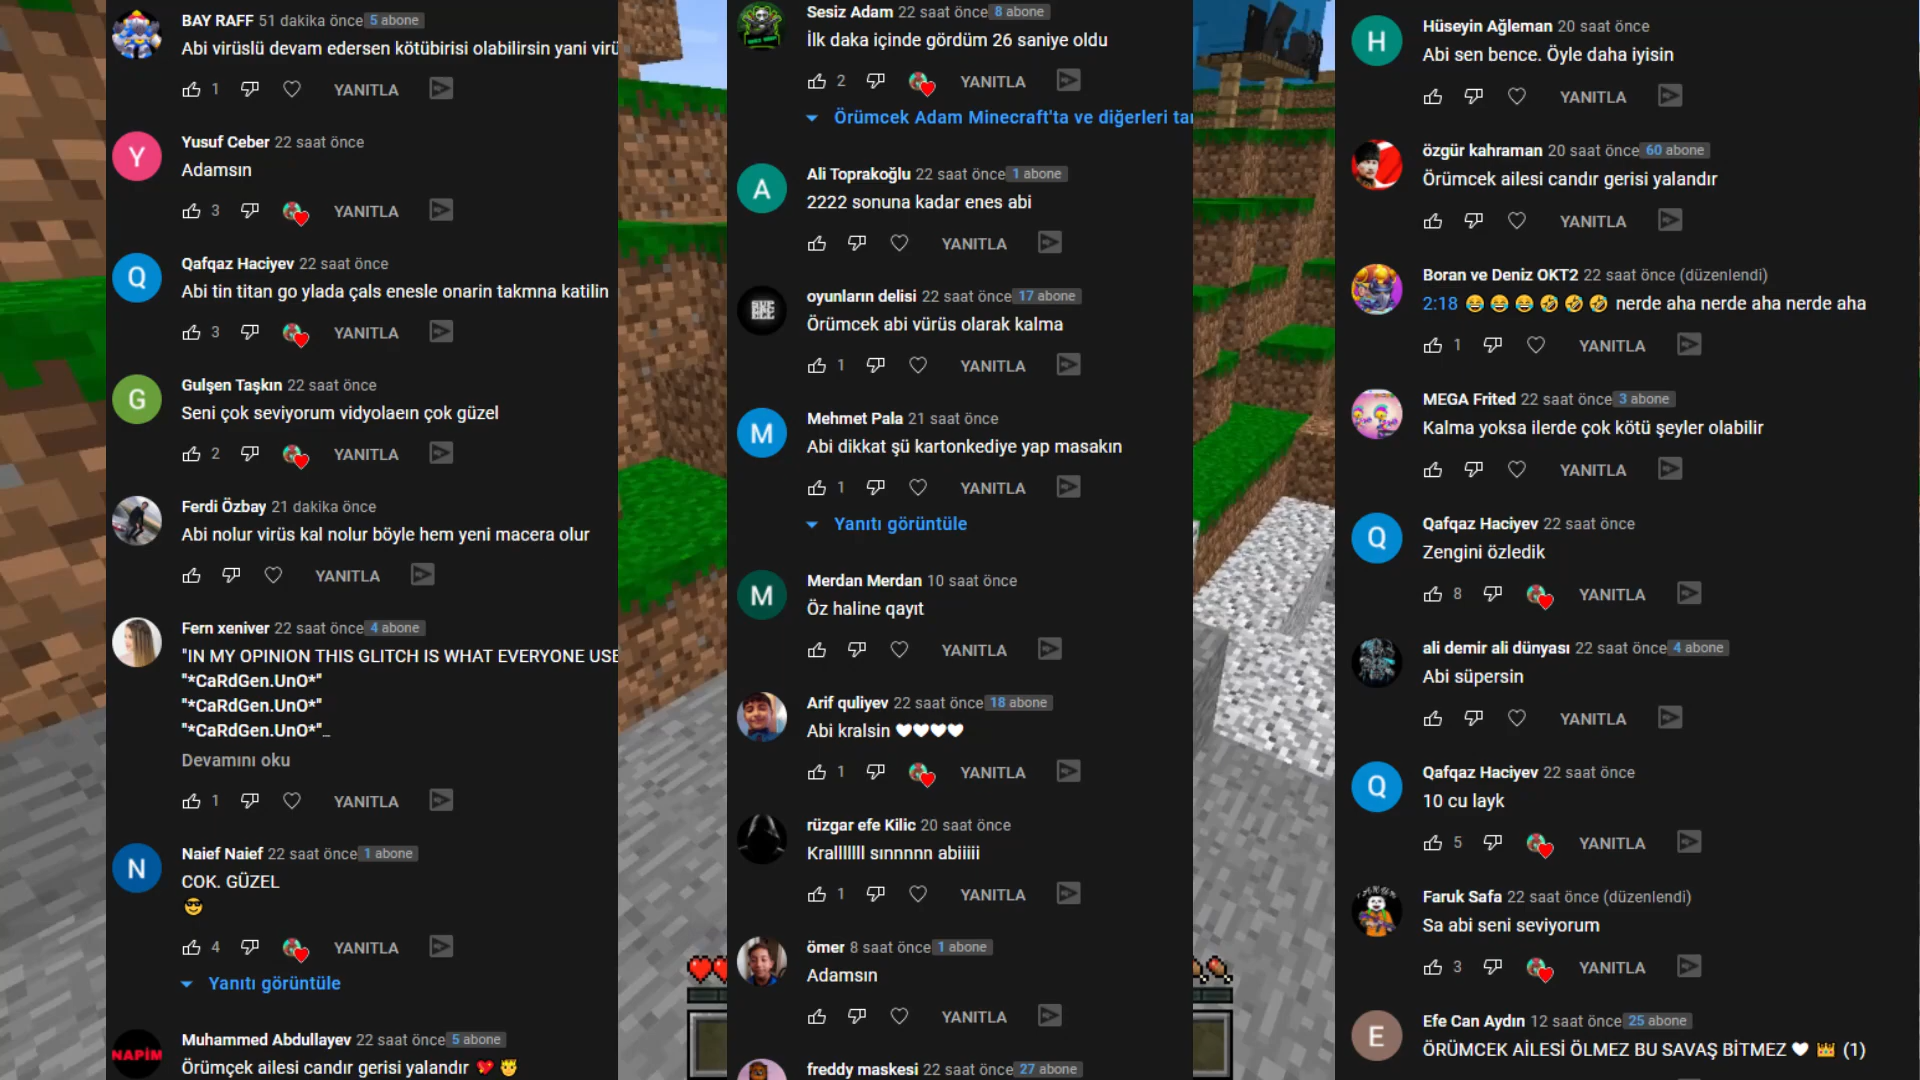 BAY RAFF 51 dakika önce 5 abone
Abi virüslü devam edersen kötübirisi olabilirsin yani virü
1 YANITLA
Y
Yusuf Ceber 22 saat önce
Adamsın
3 YANITLA
Q
Qafqaz Haciyev 22 saat önce
Abi tin titan go ylada çals enesle onarin takmna katilin
3 YANITLA
G
Gulşen Taşkın 22 saat önce
Seni çok seviyorum vidyolaeın çok güzel
2 YANITLA
Ferdi Özbay 21 dakika önce
Abi nolur virüs kal nolur böyle hem yeni macera olur
YANITLA
Fern xeniver 22 saat önce 4 abone
"IN MY OPINION THIS GLITCH IS WHAT EVERYONE USE
"*CaRdGen.UnO*"
"*CaRdGen.UnO*"
"*CaRdGen.UnO*"...
Devamını oku
1 YANITLA
N
Naief Naief 22 saat önce 1 abone
COK. GÜZEL
😎
4 YANITLA
Yanıtı görüntüle
NAPİM
Muhammed Abdullayev 22 saat önce 5 abone
Örümçek ailesi candır gerisi yalandır 💖 🤴
Sesiz Adam 22 saat önce 8 abone
İlk daka içinde gördüm 26 saniye oldu
2 YANITLA
Örümcek Adam Minecraft'ta ve diğerleri tar
A
Ali Toprakoğlu 22 saat önce 1 abone
2222 sonuna kadar enes abi
YANITLA
oyunların delisi 22 saat önce 17 abone
Örümcek abi vürüs olarak kalma
1 YANITLA
M
Mehmet Pala 21 saat önce
Abi dikkat şü kartonkediye yap masakın
1 YANITLA
Yanıtı görüntüle
M
Merdan Merdan 10 saat önce
Öz haline qayıt
YANITLA
Arif quliyev 22 saat önce 18 abone
Abi kralsin 🤍🤍🤍🤍
1 YANITLA
rüzgar efe Kilic 20 saat önce
Krallllll sınnnnn abiiiii
1 YANITLA
ömer 8 saat önce 1 abone
Adamsın
YANITLA
freddy maskesi 22 saat önce 27 abone
H
Hüseyin Ağleman 20 saat önce
Abi sen bence. Öyle daha iyisin
YANITLA
özgür kahraman 20 saat önce 60 abone
Örümcek ailesi candır gerisi yalandır
YANITLA
Boran ve Deniz OKT2 22 saat önce (düzenlendi)
2:18 😂😂😂🤣🤣🤣 nerde aha nerde aha nerde aha
1 YANITLA
MEGA Frited 22 saat önce 3 abone
Kalma yoksa ilerde çok kötü şeyler olabilir
YANITLA
Q
Qafqaz Haciyev 22 saat önce
Zengini özledik
8 YANITLA
ali demir ali dünyası 22 saat önce 4 abone
Abi süpersin
YANITLA
Q
Qafqaz Haciyev 22 saat önce
10 cu layk
5 YANITLA
Faruk Safa 22 saat önce (düzenlendi)
Sa abi seni seviyorum
3 YANITLA
E
Efe Can Aydın 12 saat önce 25 abone
ÖRÜMCEK AİLESİ ÖLMEZ BU SAVAŞ BİTMEZ 🤍 👑 (1)